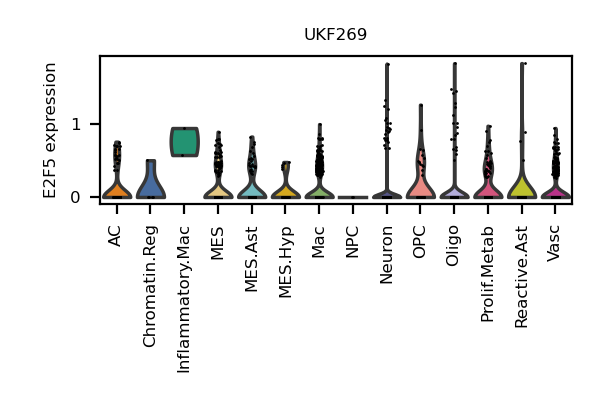 UKF269
E2F5 expression
1
0
AC
Chromatin.Reg
Inflammatory.Mac
MES
MES.Ast
MES.Hyp
Mac
NPC
Neuron
OPC
Oligo
Prolif.Metab
Reactive.Ast
Vasc